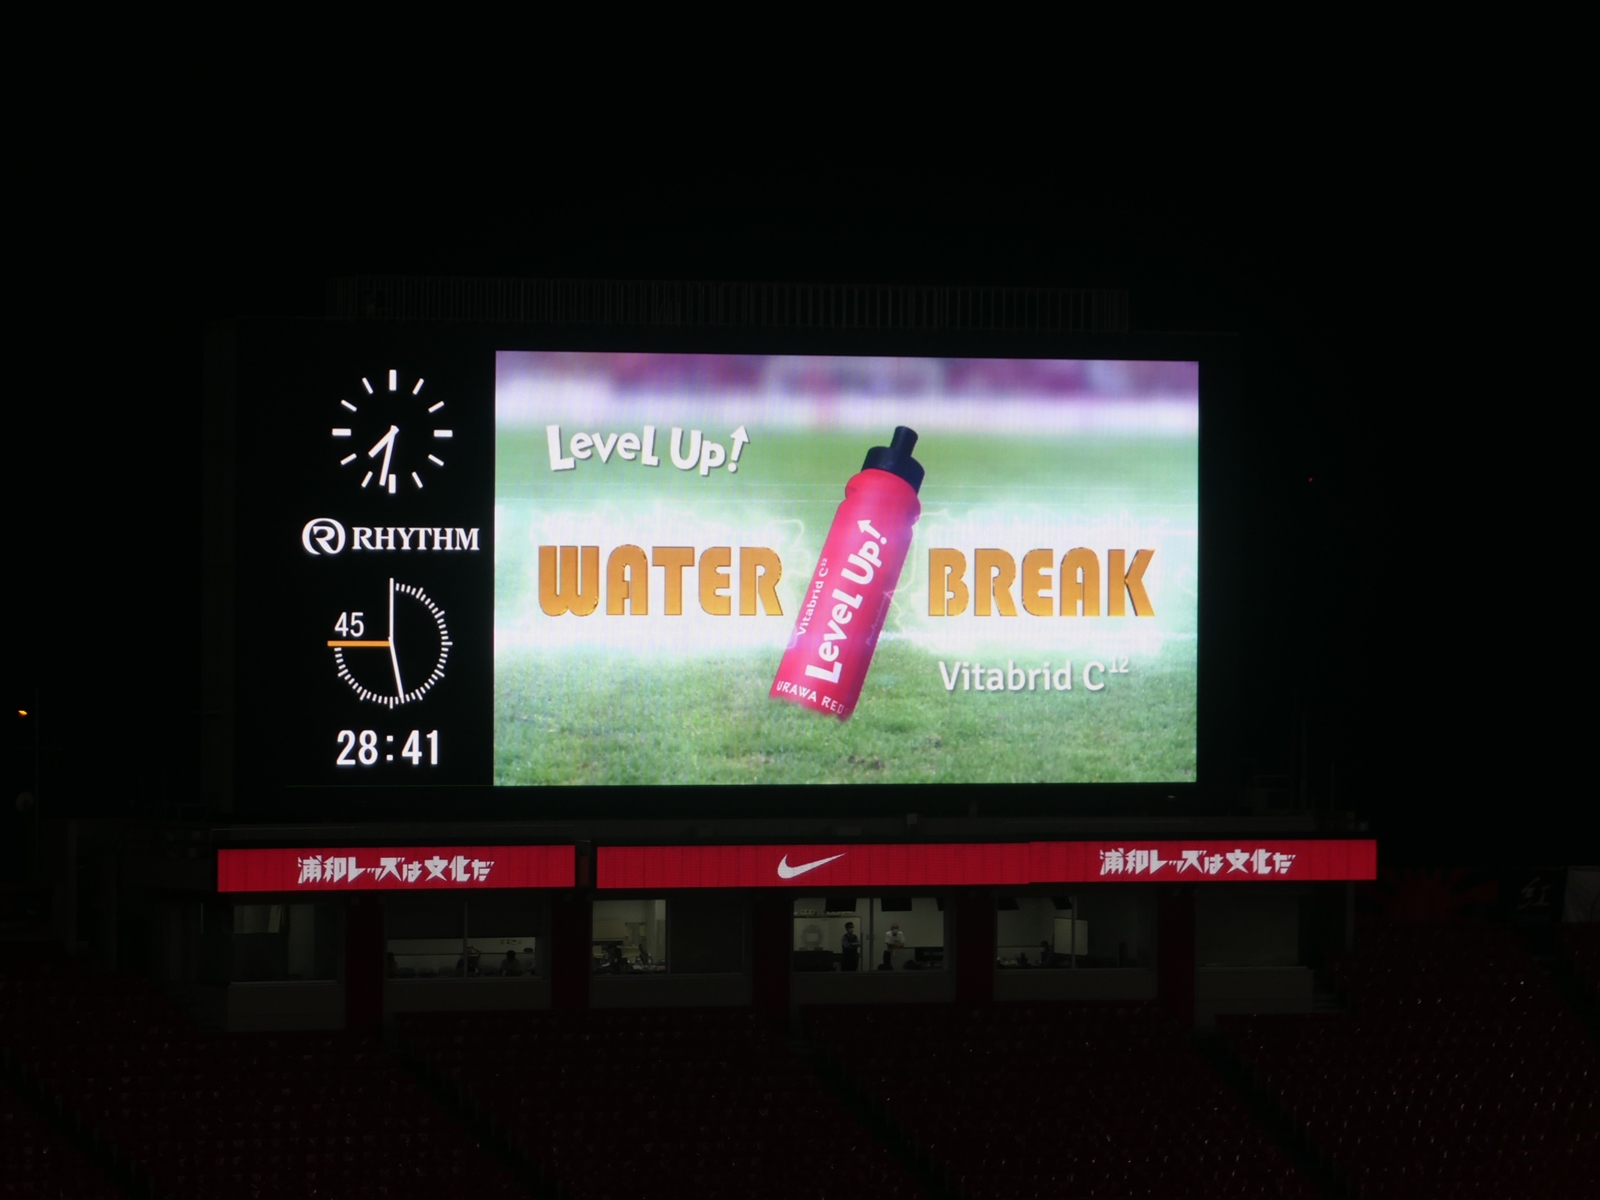 RHYTHM
45
28:41
Level Up!
WATER BREAK
Vitabrid C12
Level Up!
URAWA RED
Vitabrid C12
浦和レッズは文化だ
浦和レッズは文化だ